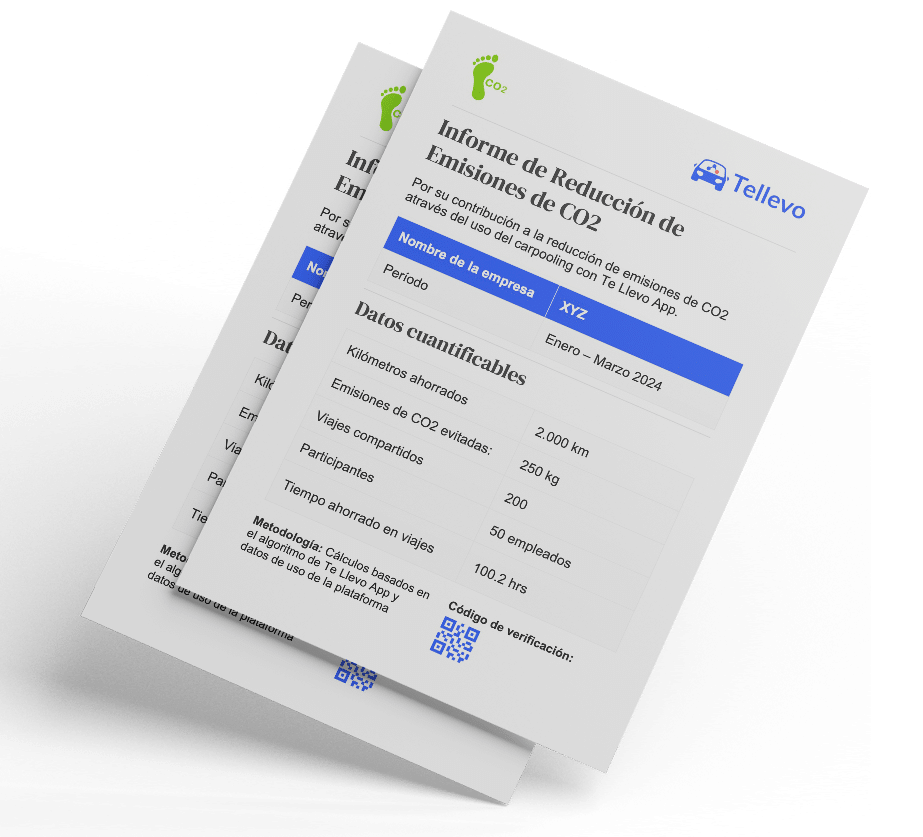 CO2
Tellevo
Informe de Reducción de
Emisiones de CO2
Por su contribución a la reducción de emisiones de CO2
através del uso del carpooling con Te Llevo App.
Nombre de la empresa XYZ
Período Enero – Marzo 2024
Datos cuantificables
Kilómetros ahorrados 2.000 km
Emisiones de CO2 evitadas: 250 kg
Viajes compartidos 200
Participantes 50 empleados
Tiempo ahorrado en viajes 100.2 hrs
Metodología: Cálculos basados en
el algoritmo de Te Llevo App y
datos de uso de la plataforma
Código de verificación:
C
Inf
Em
Por s
atravé
No
Per
Dat
Kiló
Em
Via
Par
Tie
Meto
el alg
datos de uso de la plataforma